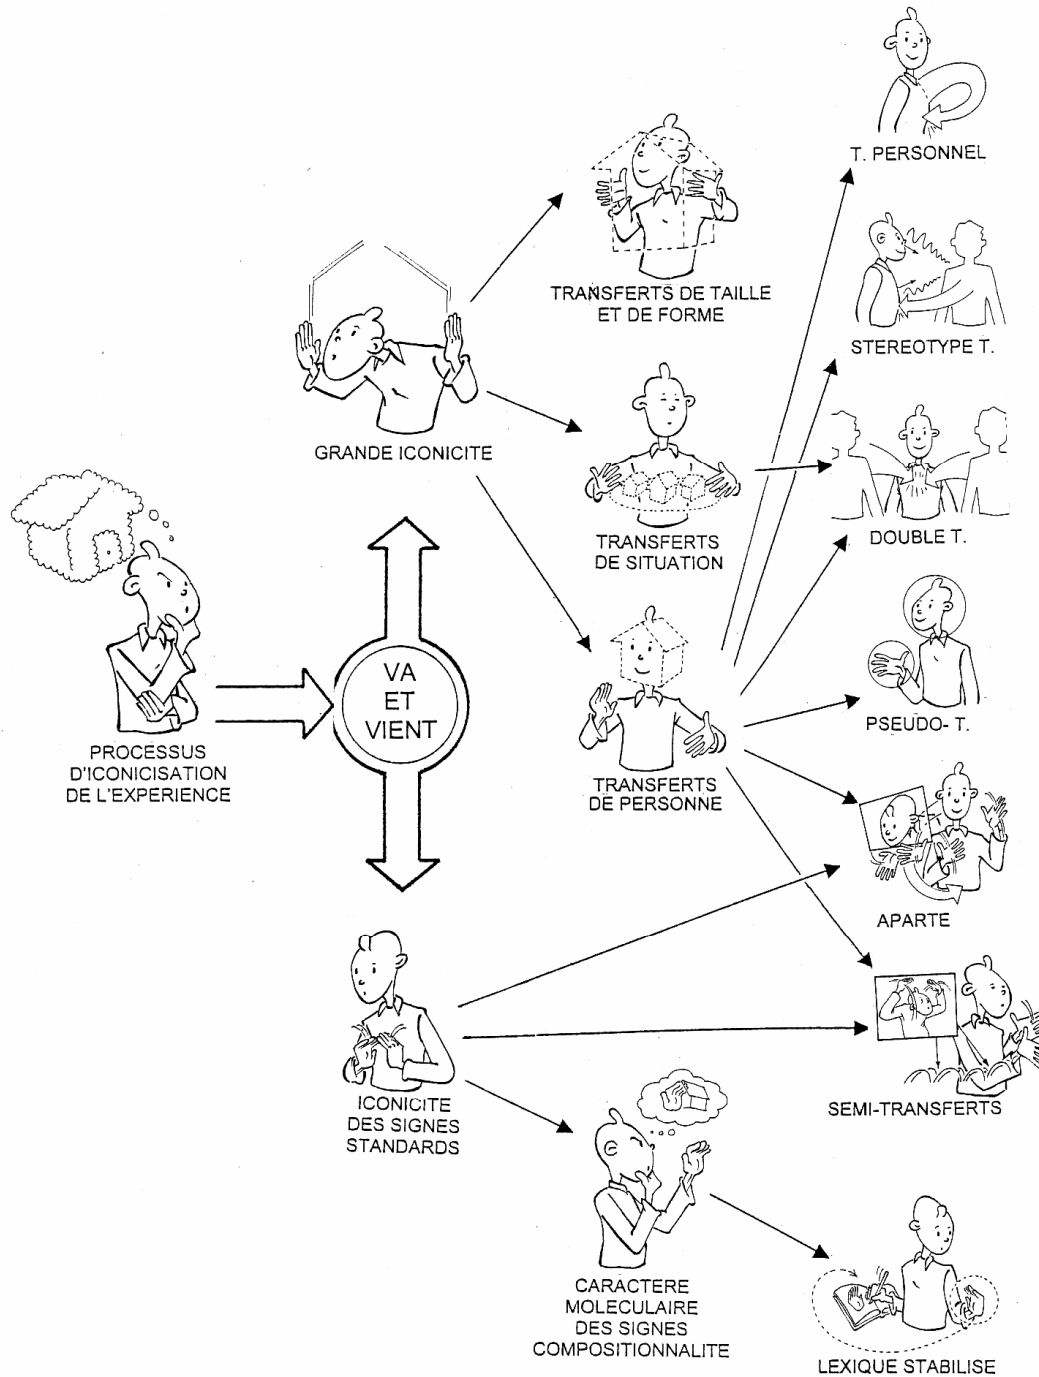 T. PERSONNEL
TRANSFERTS DE TAILLE
ET DE FORME
STEREOTYPE T.
GRANDE ICONICITE
TRANSFERTS
DE SITUATION
DOUBLE T.
VA
ET
VIENT
PROCESSUS
D'ICONICISATION
DE L'EXPERIENCE
TRANSFERTS
DE PERSONNE
PSEUDO- T.
APARTE
ICONICITE
DES SIGNES
STANDARDS
SEMI-TRANSFERTS
CARACTERE
MOLECULAIRE
DES SIGNES
COMPOSITIONNALITE
LEXIQUE STABILISE